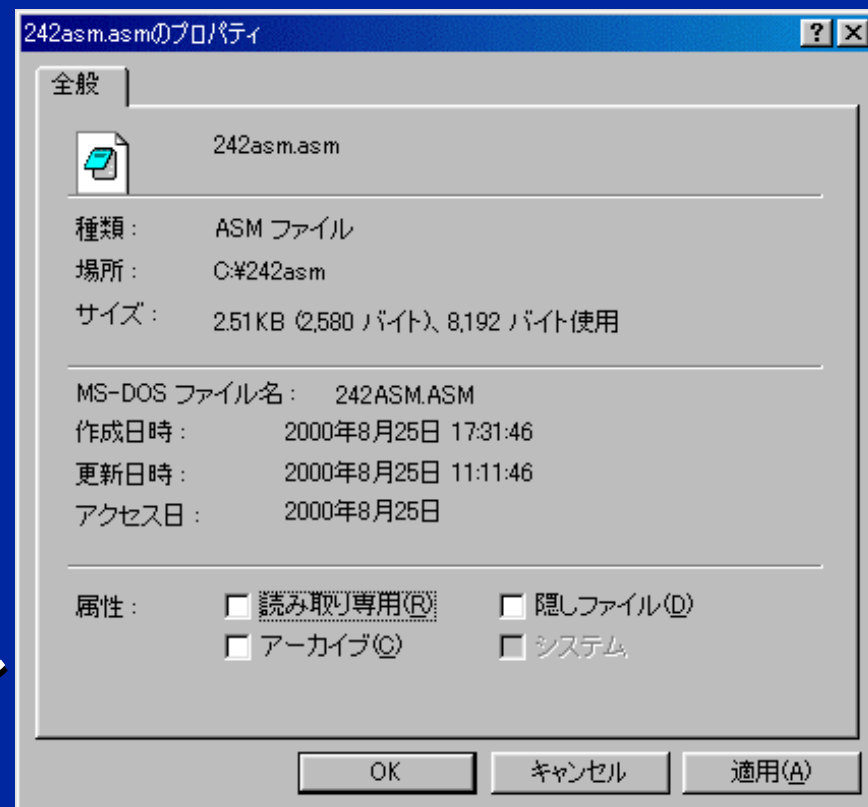 242asm.asmのプロパティ
全般
242asm.asm
種類： ASM ファイル
場所： C:¥242asm
サイズ： 2.51KB (2,580 バイト)、8,192 バイト使用
MS-DOS ファイル名： 242ASM.ASM
作成日時： 2000年8月25日 17:31:46
更新日時： 2000年8月25日 11:11:46
アクセス日： 2000年8月25日
属性： 読み取り専用(R) 隠しファイル(D)
アーカイブ(C) システム
OK キャンセル 適用(A)